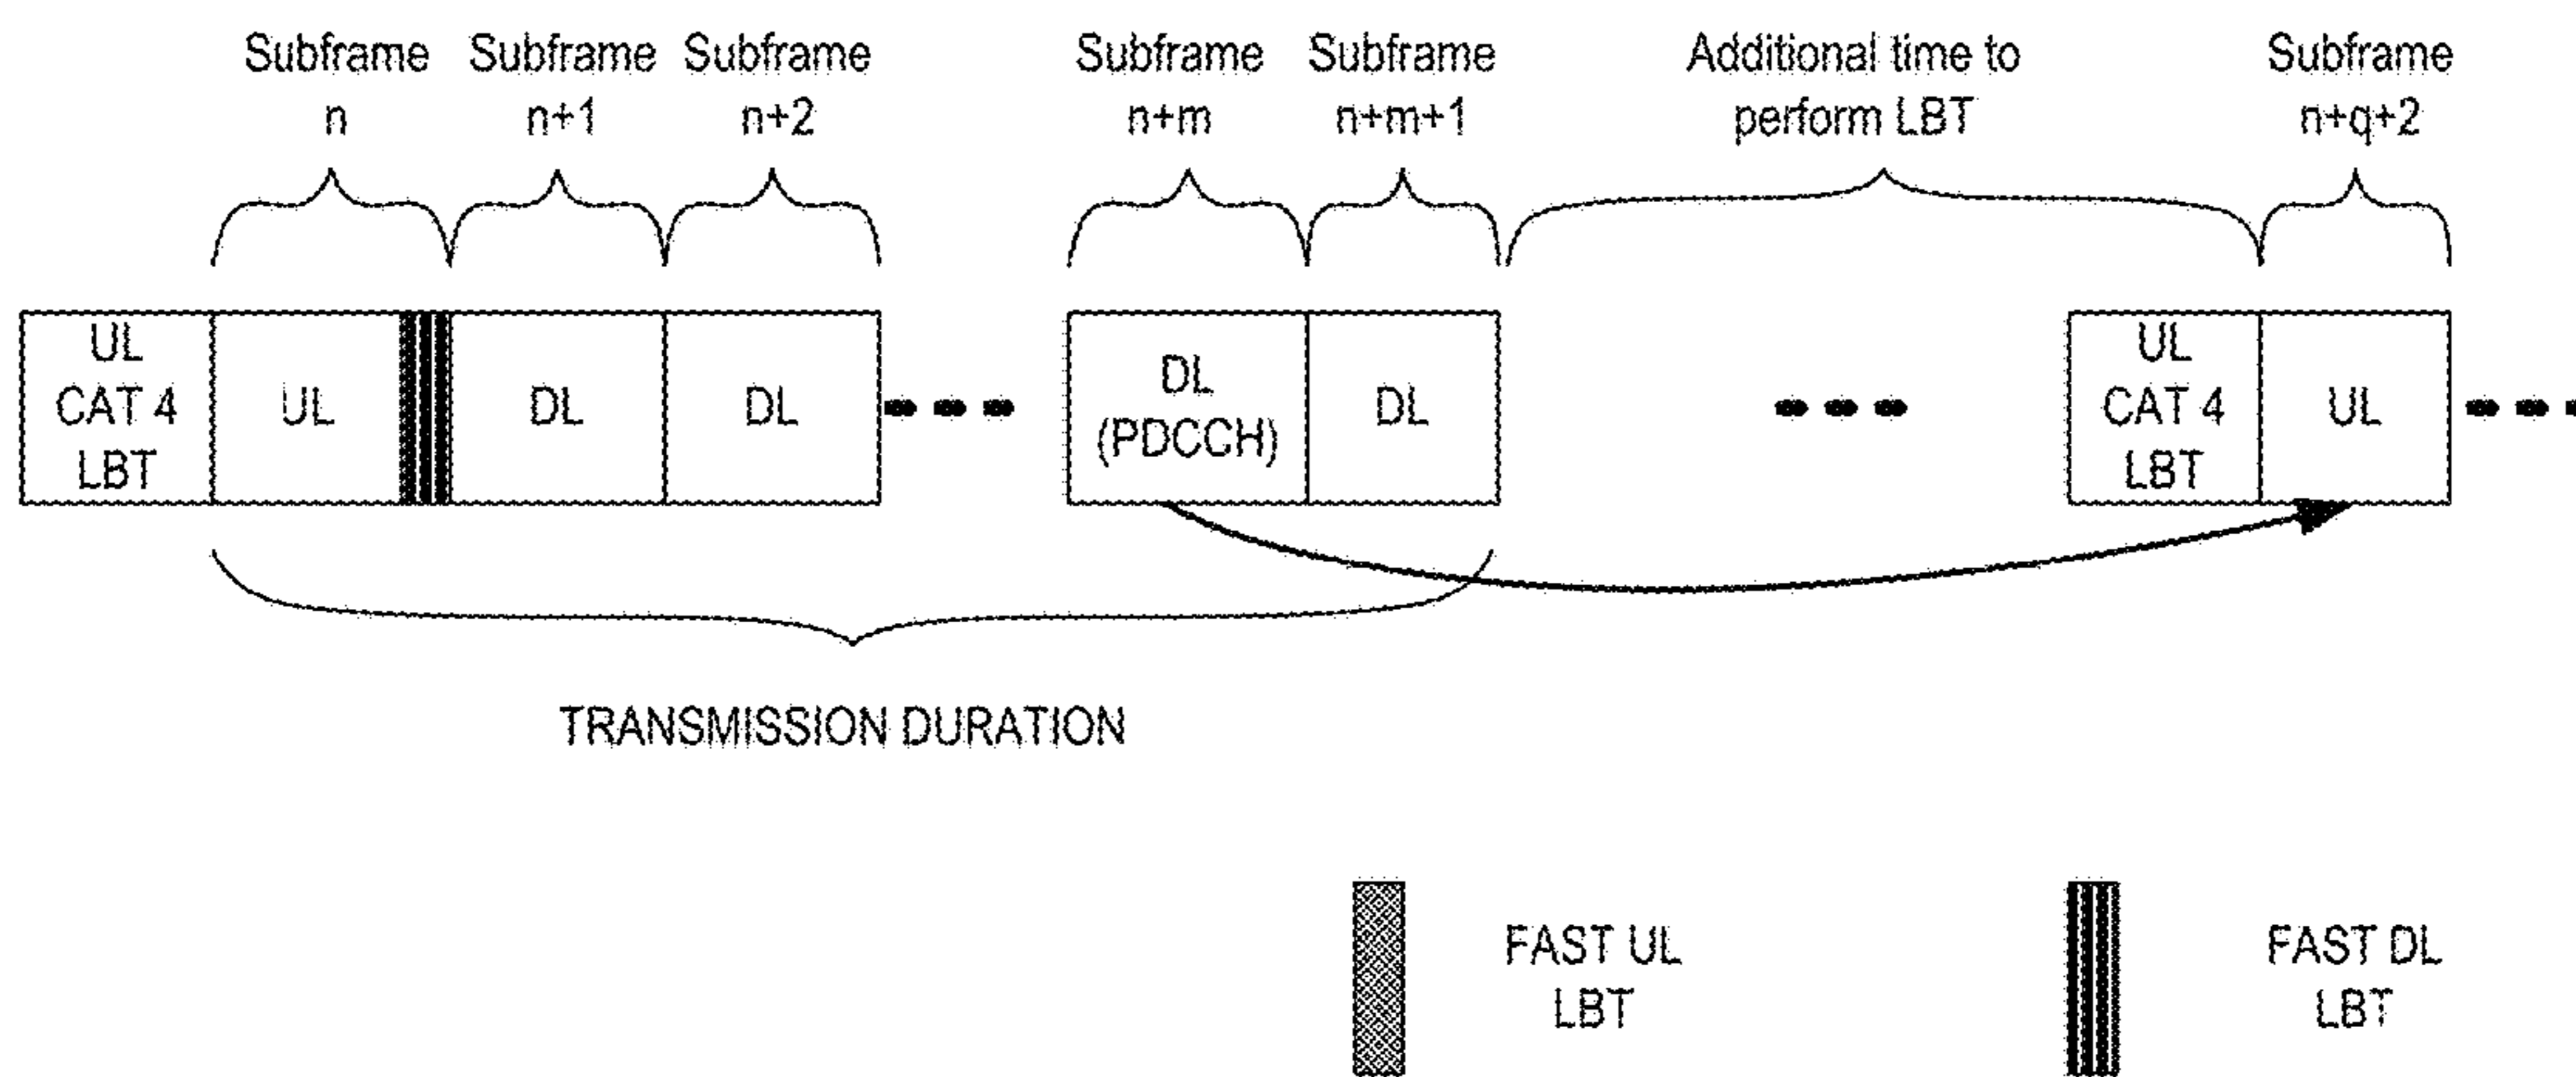 Subframe n
Subframe n+1
Subframe n+2
Subframe n+m
Subframe n+m+1
Additional time to perform LBT
Subframe n+q+2
UL CAT 4 LBT
UL
DL
DL
DL (PDCCH)
DL
UL CAT 4 LBT
UL
TRANSMISSION DURATION
FAST UL LBT
FAST DL LBT